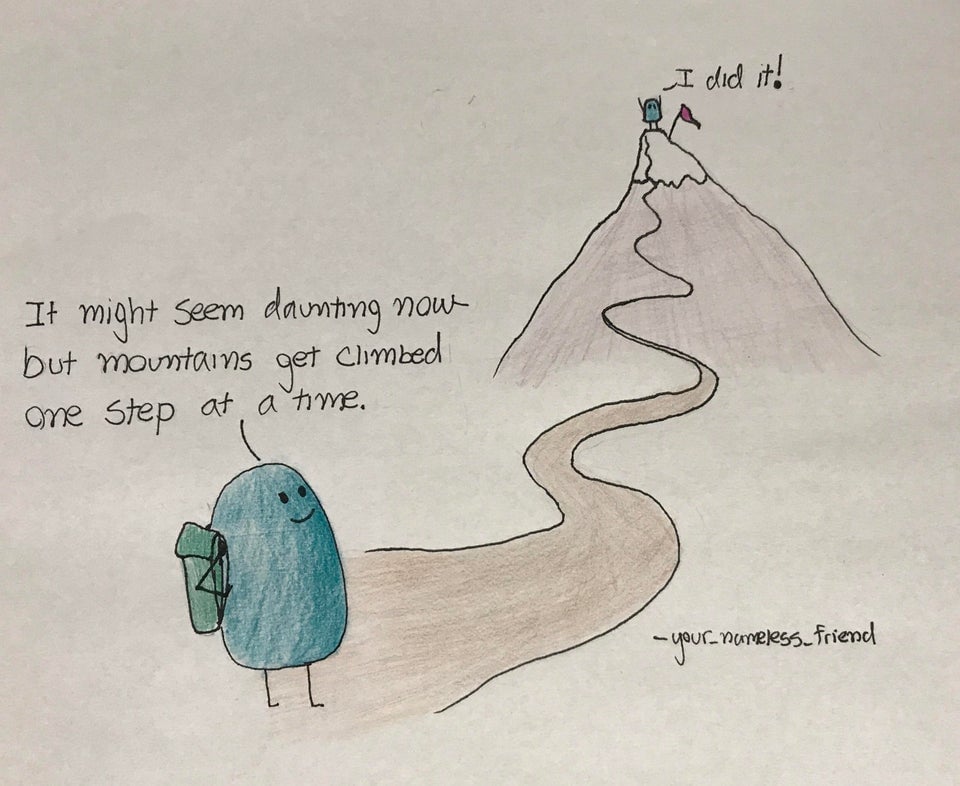 I did it!
It might seem daunting now
but mountains get climbed
one step at a time.
-your_nameless_friend